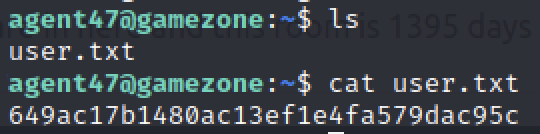 agent47@gamezone:~$ ls
user.txt
agent47@gamezone:~$ cat user.txt
649ac17b1480ac13ef1e4fa579dac95c